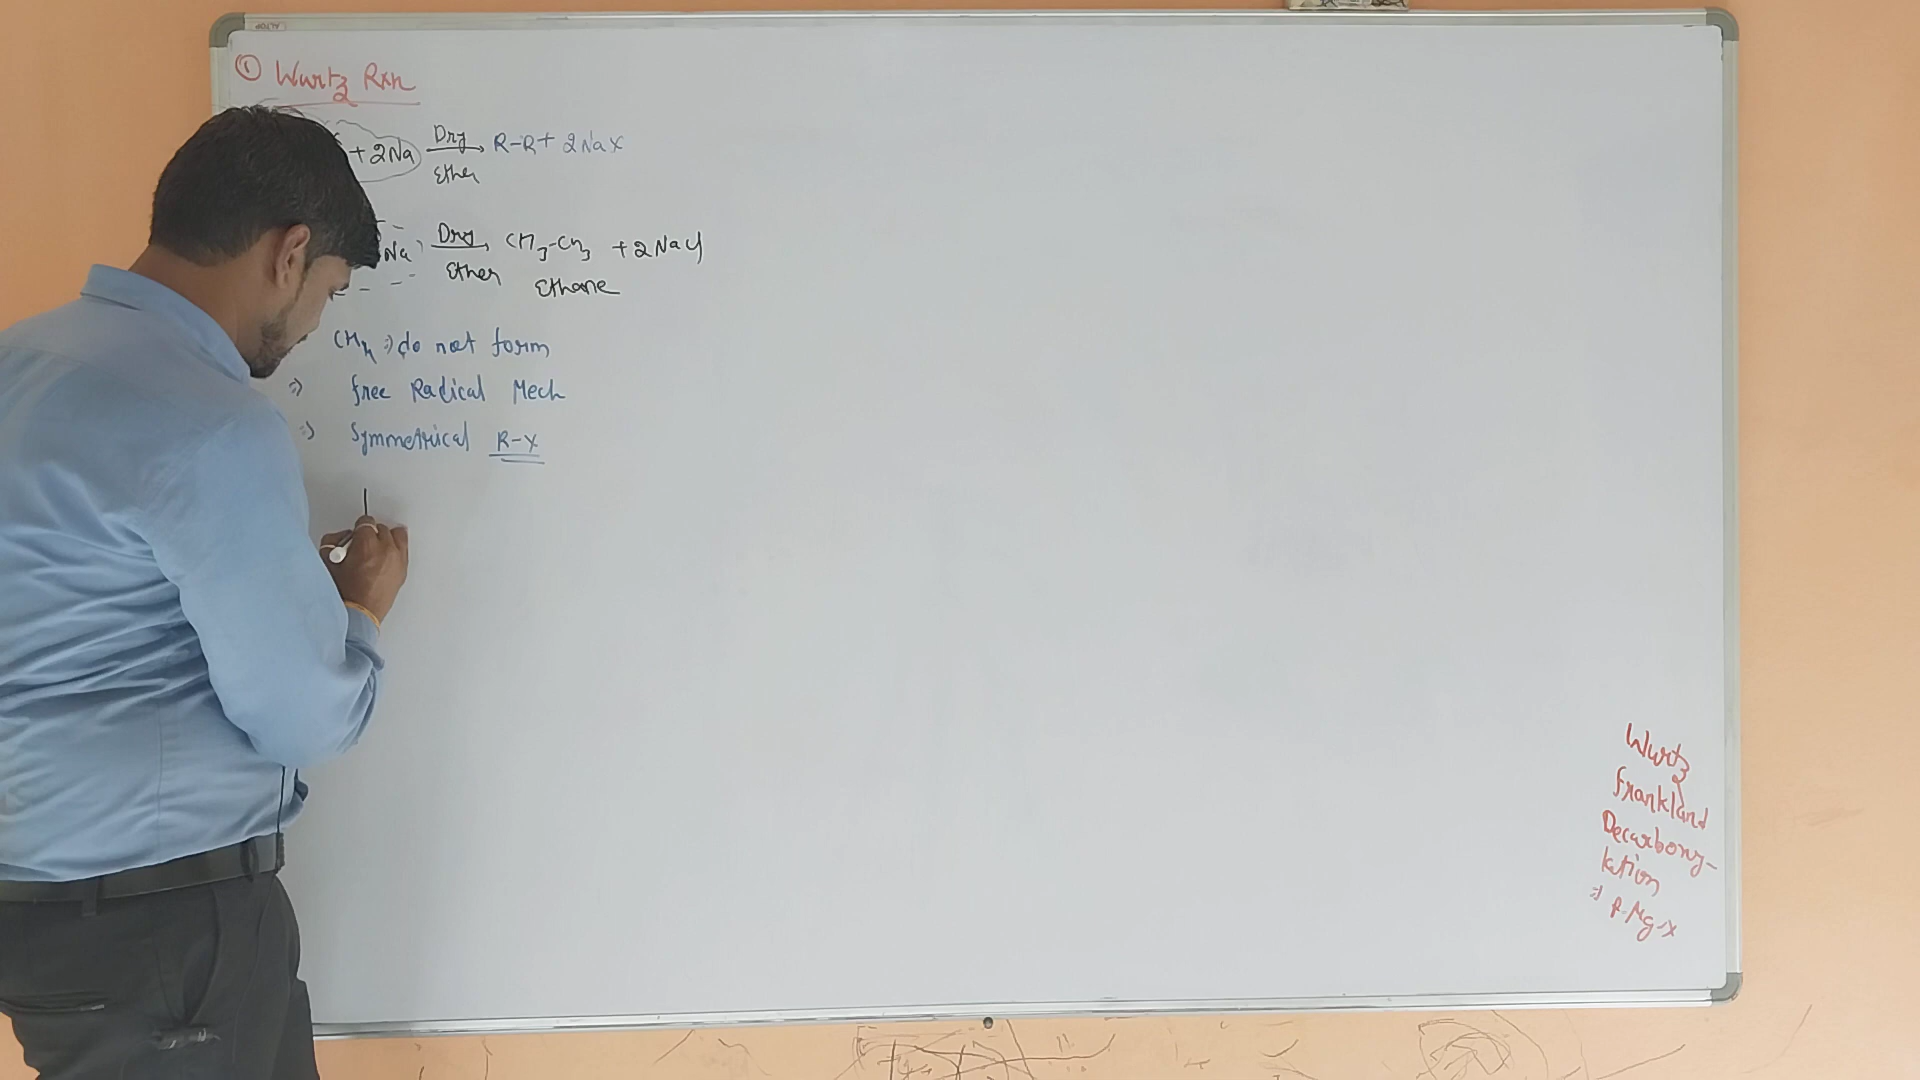 ① Wurtz Rxn
+ 2Na Dry Ether R-R + 2NaX
Na Dry Ether CH3-CH3 + 2NaCl
Ethane
CH4 ⇒ do not form
⇒ free Radical Mech
⇒ Symmetrical R-X
Wurtz
frankland
Decarboxy-
lation
⇒ R-Mg-X